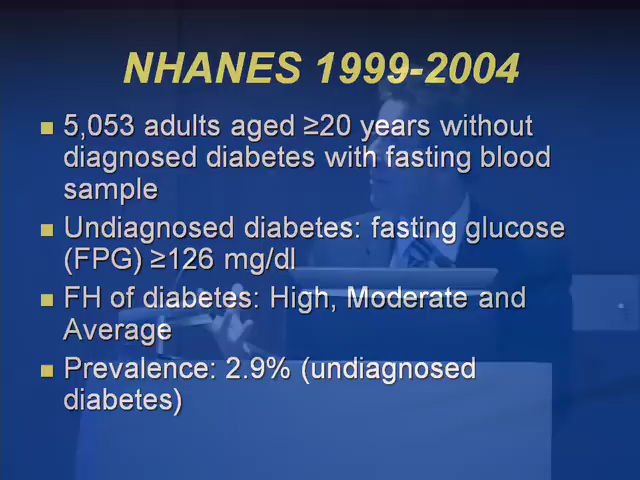 NHANES 1999-2004
5,053 adults aged ≥20 years without
diagnosed diabetes with fasting blood
sample
Undiagnosed diabetes: fasting glucose
(FPG) ≥126 mg/dl
FH of diabetes: High, Moderate and
Average
Prevalence: 2.9% (undiagnosed
diabetes)